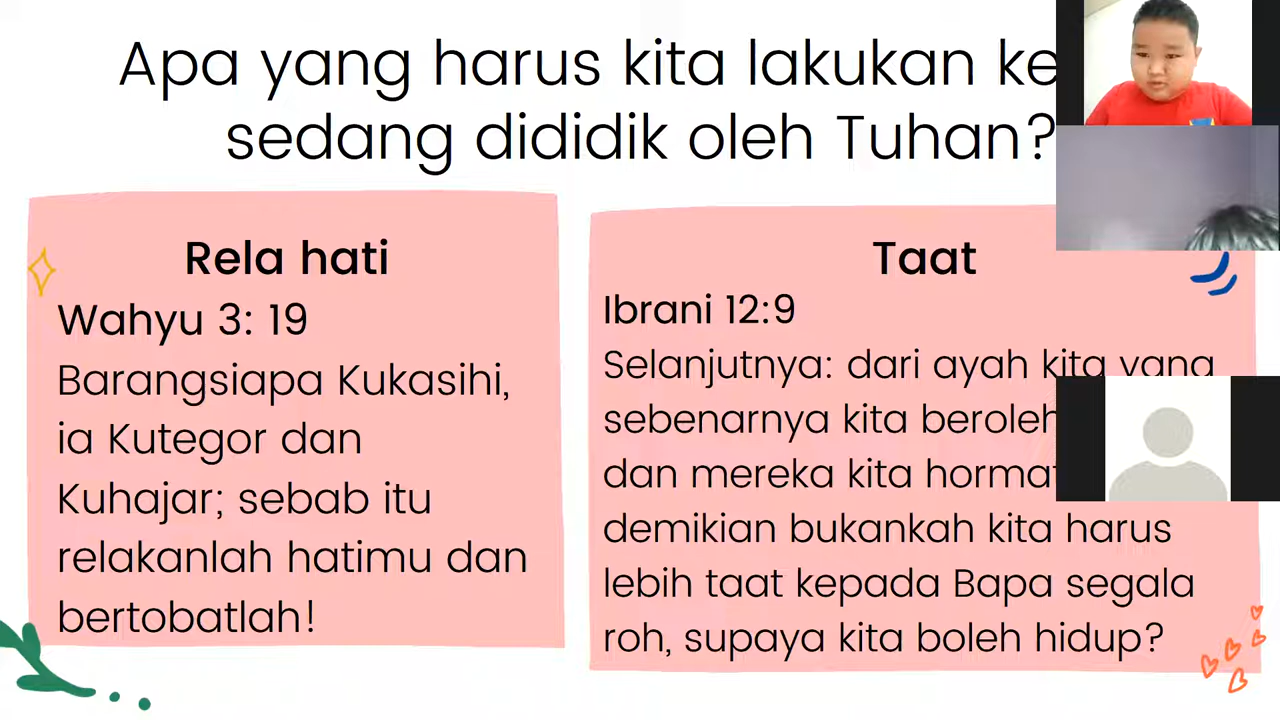 Apa yang harus kita lakukan
sedang dididik oleh Tuhan?
Rela hati
Wahyu 3: 19
Barangsiapa Kukasihi,
ia Kutegor dan
Kuhajar; sebab itu
relakanlah hatimu dan
bertobatlah!
Taat
Ibrani 12:9
Selanjutnya: dari ayah kita yang
sebenarnya kita beroleh
dan mereka kita
demikian bukankah kita harus
lebih taat kepada Bapa segala
roh, supaya kita boleh hidup?